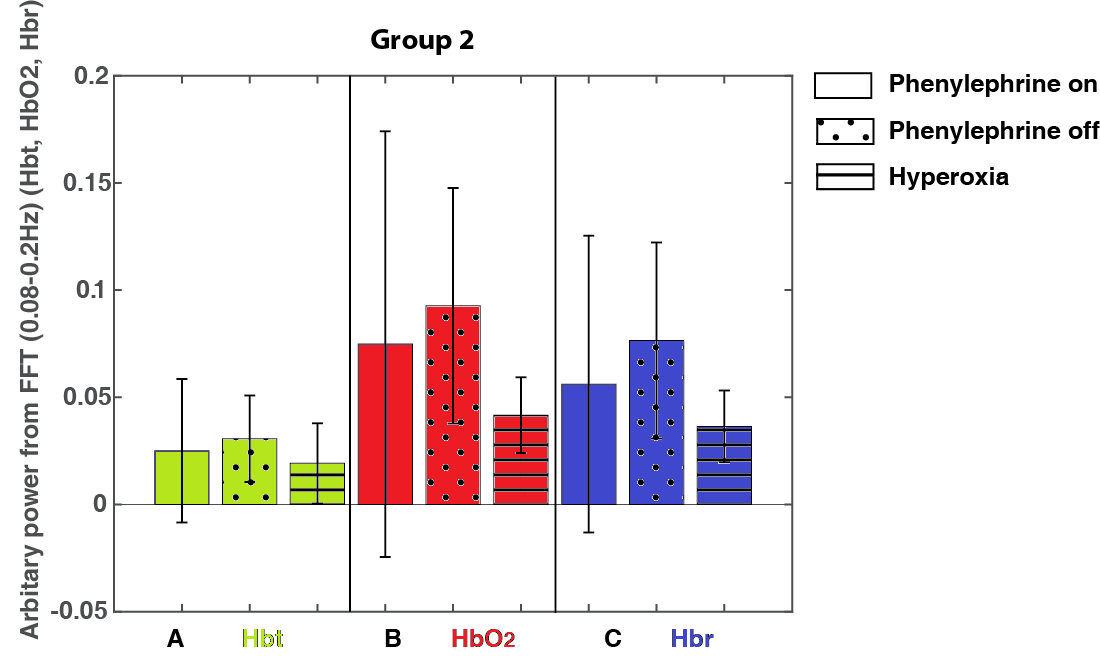 Group 2
Arbitary power from FFT (0.08-0.2Hz) (Hbt, HbO2, Hbr)
0.2
0.15
0.1
0.05
0
-0.05
A Hbt B HbO2 C Hbr
Phenylephrine on
Phenylephrine off
Hyperoxia